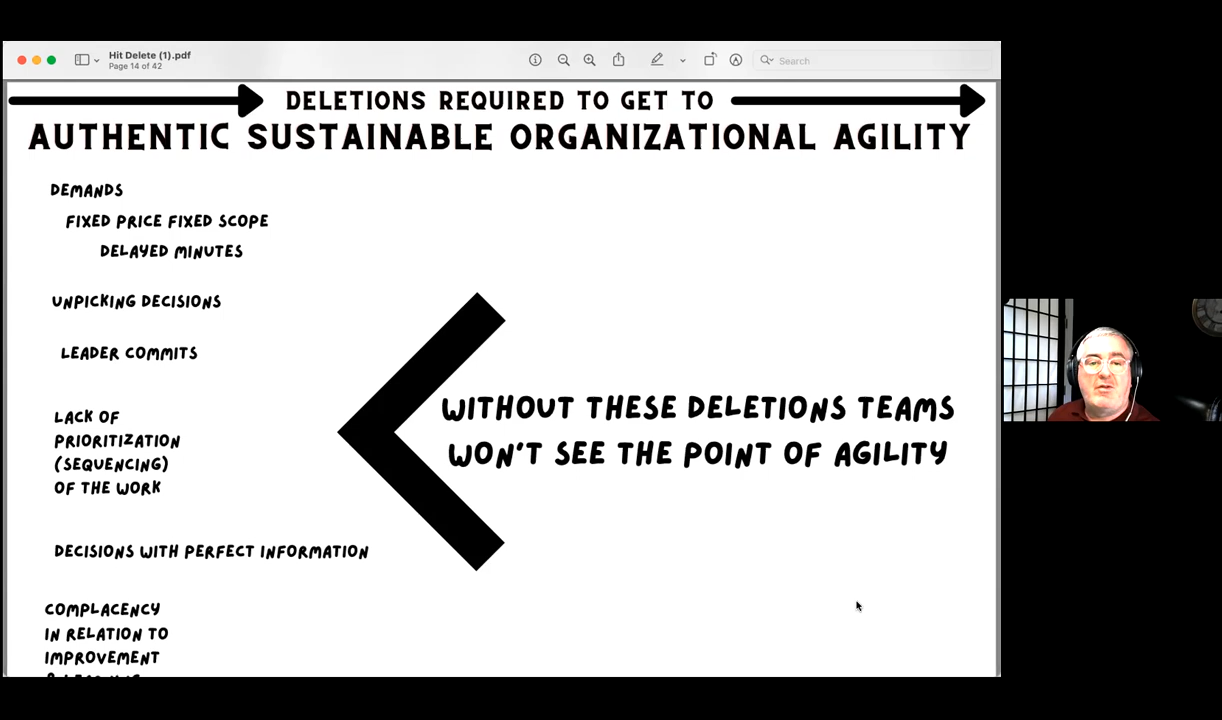 Hit Delete (1).pdf
Page 14 of 42
Search
DELETIONS REQUIRED TO GET TO
AUTHENTIC SUSTAINABLE ORGANIZATIONAL AGILITY
DEMANDS
FIXED PRICE FIXED SCOPE
DELAYED MINUTES
UNPICKING DECISIONS
LEADER COMMITS
LACK OF
PRIORITIZATION
(SEQUENCING)
OF THE WORK
DECISIONS WITH PERFECT INFORMATION
COMPLACENCY
IN RELATION TO
IMPROVEMENT
WITHOUT THESE DELETIONS TEAMS
WON'T SEE THE POINT OF AGILITY